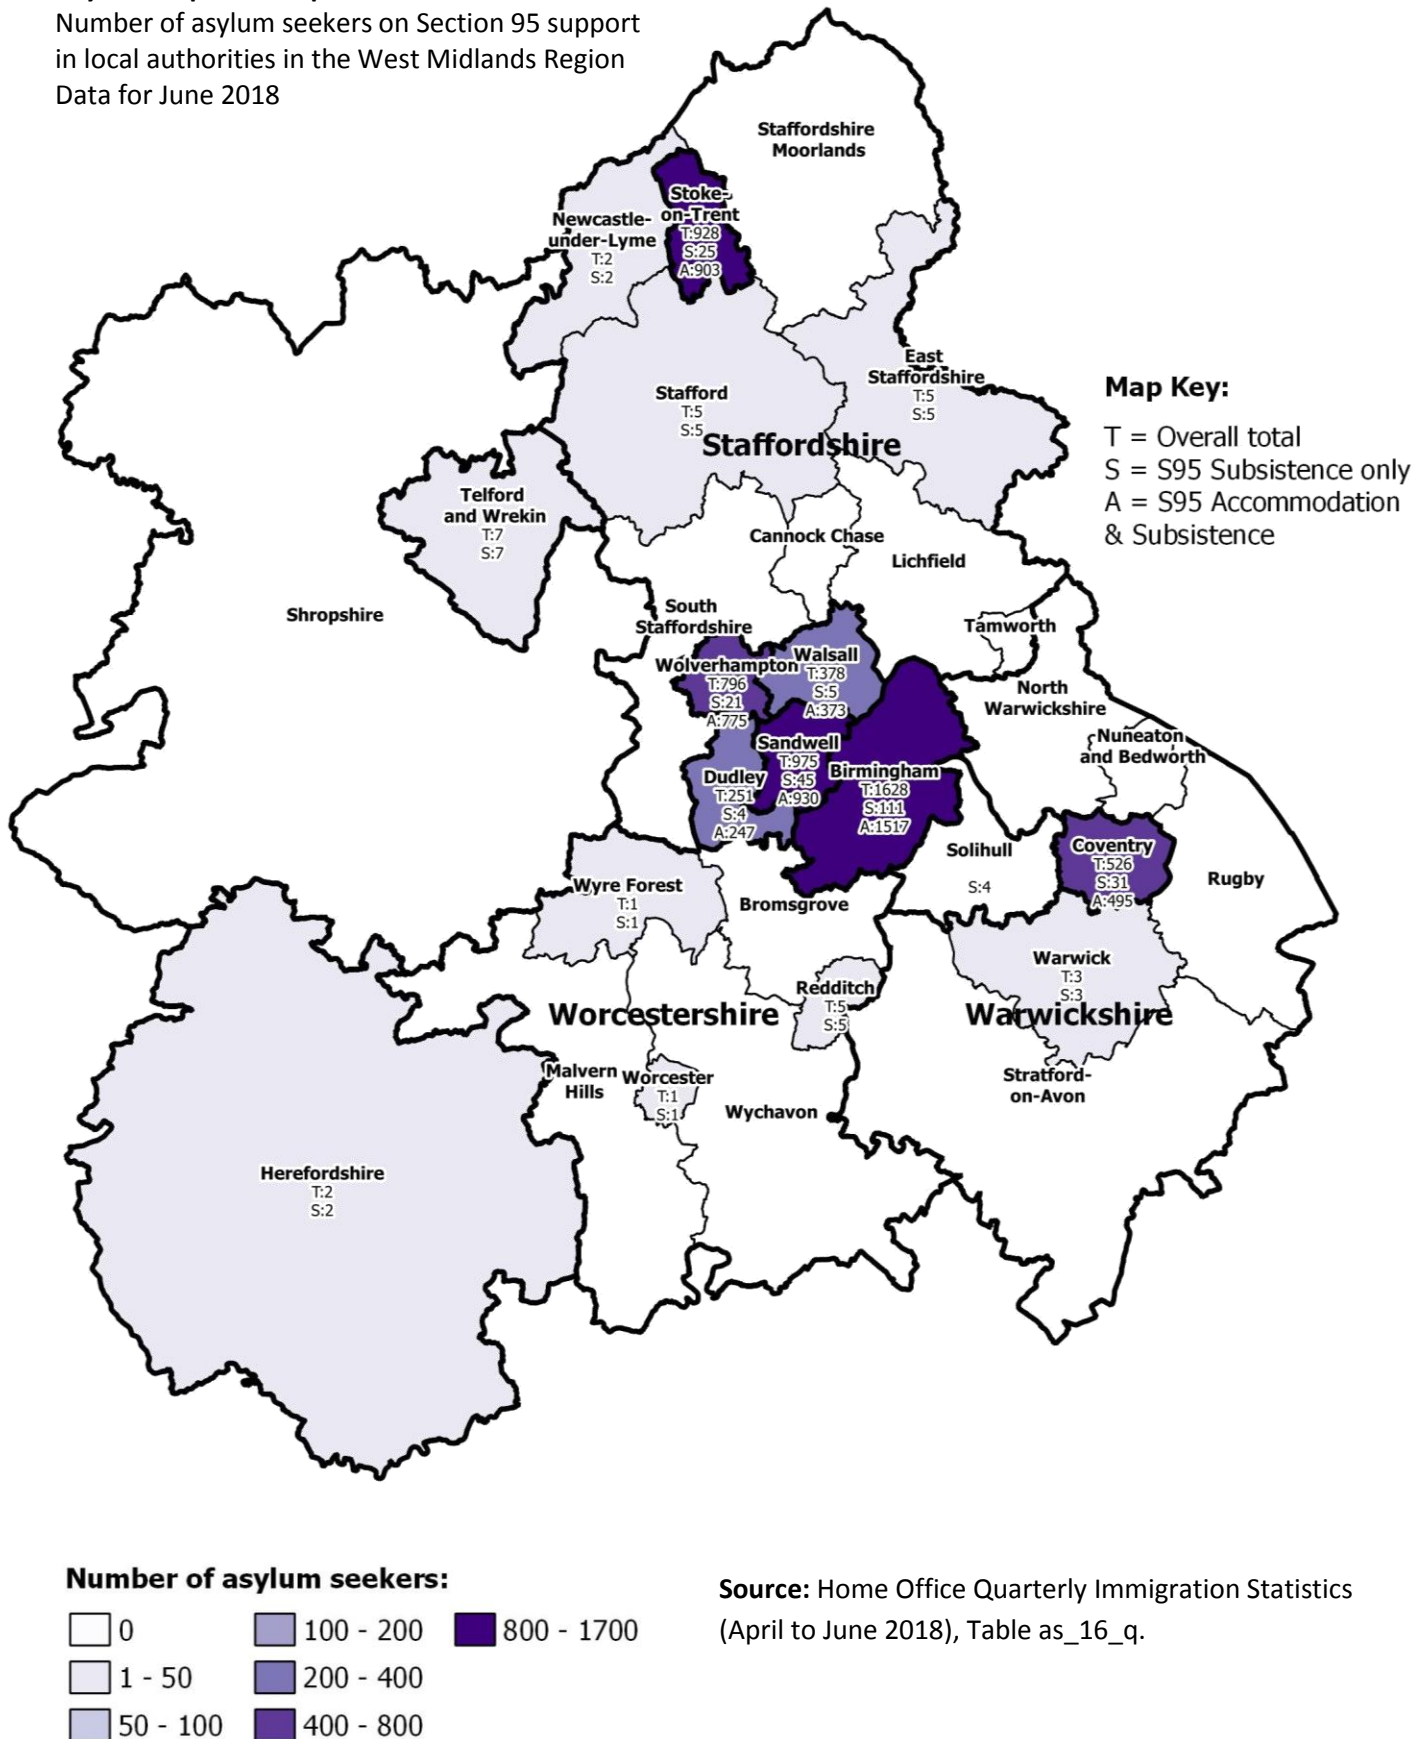 Number of asylum seekers on Section 95 support
in local authorities in the West Midlands Region
Data for June 2018
Staffordshire
Moorlands
Stoke-
on-Trent
T:928
S:25
A:903
Newcastle-
under-Lyme
T:2
S:2
East
Staffordshire
T:5
S:5
Stafford
T:5
S:5
Staffordshire
Map Key:
T = Overall total
S = S95 Subsistence only
A = S95 Accommodation
& Subsistence
Telford
and Wrekin
T:7
S:7
Cannock Chase
Lichfield
Shropshire
South
Staffordshire
Tamworth
Wolverhampton
T:796
S:21
A:775
Walsall
T:378
S:5
A:373
North
Warwickshire
Nuneaton
and Bedworth
Sandwell
T:975
S:45
A:930
Dudley
T:251
S:4
A:247
Birmingham
T:1628
S:111
A:1517
Solihull
S:4
Coventry
T:526
S:31
A:495
Rugby
Wyre Forest
T:1
S:1
Bromsgrove
Warwick
T:3
S:3
Redditch
T:5
S:5
Worcestershire
Warwickshire
Malvern
Hills
Worcester
T:1
S:1
Wychavon
Stratford-
on-Avon
Herefordshire
T:2
S:2
Number of asylum seekers:
0
1 - 50
50 - 100
100 - 200
200 - 400
400 - 800
800 - 1700
Source: Home Office Quarterly Immigration Statistics
(April to June 2018), Table as_16_q.